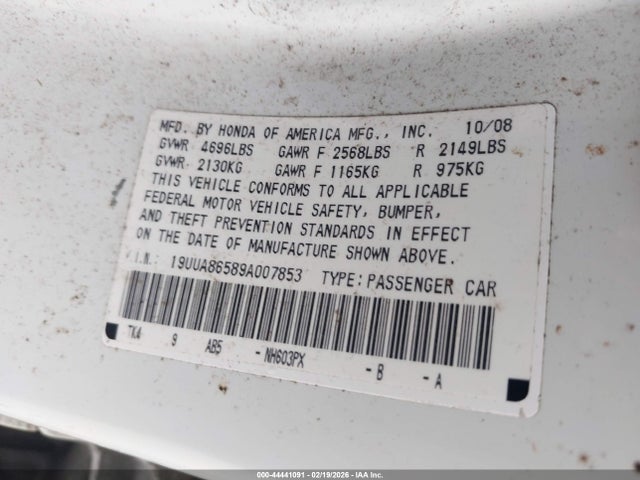 MFD. BY HONDA OF AMERICA MFG., INC. 10/08
GVWR 4696LBS GAWR F 2568LBS R 2149LBS
GVWR 2130KG GAWR F 1165KG R 975KG
THIS VEHICLE CONFORMS TO ALL APPLICABLE
FEDERAL MOTOR VEHICLE SAFETY, BUMPER,
AND THEFT PREVENTION STANDARDS IN EFFECT
ON THE DATE OF MANUFACTURE SHOWN ABOVE.
I.N.: 19UUA86589A007853 TYPE: PASSENGER CAR
TK4 9 AB5 -NH603PX -B -A
000-44441091 - 02/19/2026 - IAA Inc.